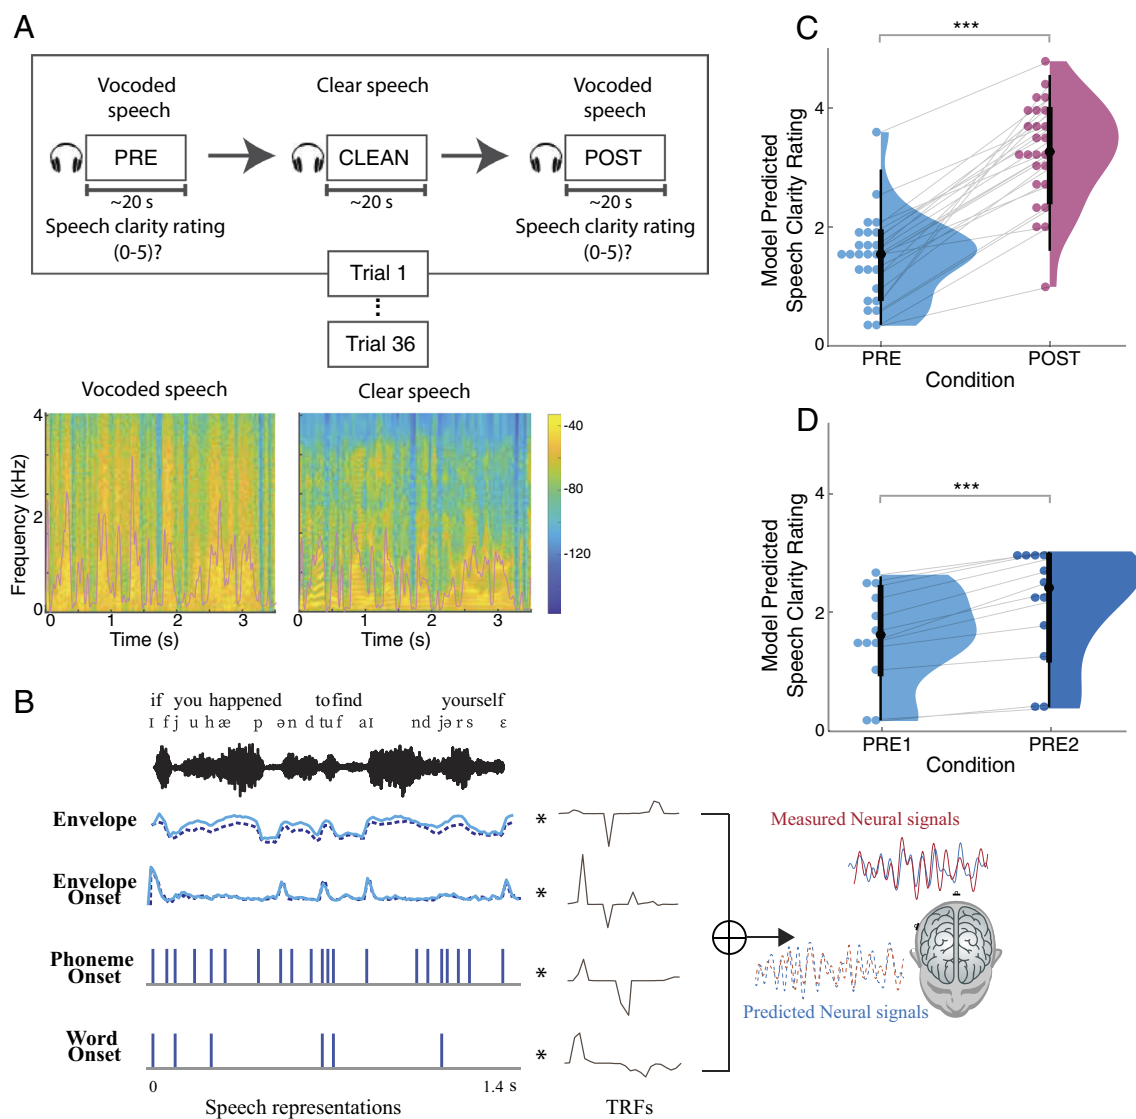 A
Vocoded
speech
Clear speech
Vocoded
speech
PRE
CLEAN
POST
~20 s
~20 s
~20 s
Speech clarity rating
(0-5)?
Speech clarity rating
(0-5)?
Trial 1
Trial 36
Vocoded speech
Clear speech
Frequency (kHz)
4
2
0
0 1 2 3
Time (s)
0 1 2 3
Time (s)
-40
-80
-120
B
if you happened to find yourself
ɪ f j u h æ p ə n d t u f aɪ n d j ə r s ɛ
Envelope
*
Envelope
Onset
*
Phoneme
Onset
*
Word
Onset
*
0
1.4 s
Speech representations
TRFs
Measured Neural signals
Predicted Neural signals
C
***
Model Predicted
Speech Clarity Rating
4
2
0
PRE
POST
Condition
D
***
Model Predicted
Speech Clarity Rating
4
2
0
PRE1
PRE2
Condition